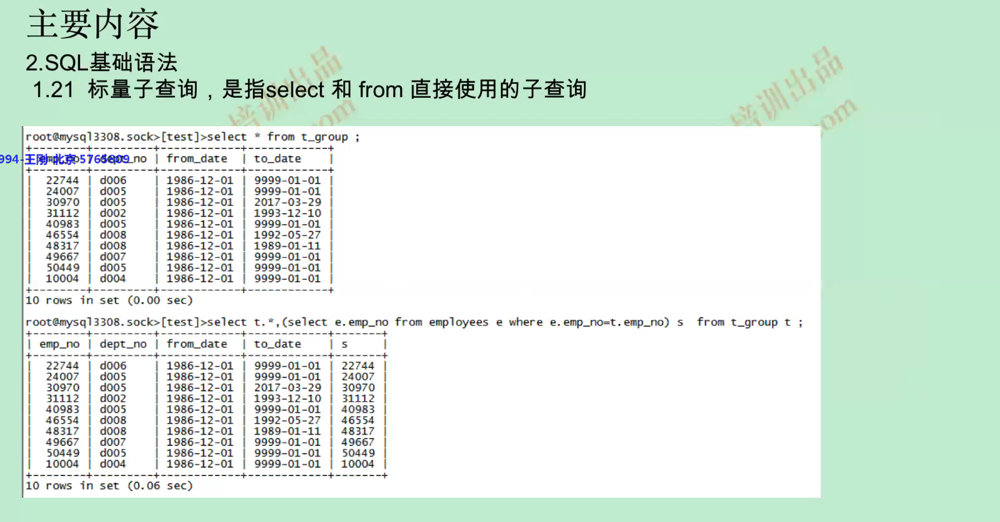 主要内容
2.SQL基础语法
1.21 标量子查询，是指select 和 from 直接使用的子查询
培训出品
培训出品
com
com
root@mysql3308.sock>[test]>select * from t_group ;
+--------+---------+------------+------------+
| emp_no | dept_no | from_date | to_date |
994-王刚-北京-5765809
+--------+---------+------------+------------+
| 22744 | d006 | 1986-12-01 | 9999-01-01 |
| 24007 | d005 | 1986-12-01 | 9999-01-01 |
| 30970 | d005 | 1986-12-01 | 2017-03-29 |
| 31112 | d002 | 1986-12-01 | 1993-12-10 |
| 40983 | d005 | 1986-12-01 | 9999-01-01 |
| 46554 | d008 | 1986-12-01 | 1992-05-27 |
| 48317 | d008 | 1986-12-01 | 1989-01-11 |
| 49667 | d007 | 1986-12-01 | 9999-01-01 |
| 50449 | d005 | 1986-12-01 | 9999-01-01 |
| 10004 | d004 | 1986-12-01 | 9999-01-01 |
+--------+---------+------------+------------+
10 rows in set (0.00 sec)
root@mysql3308.sock>[test]>select t.*,(select e.emp_no from employees e where e.emp_no=t.emp_no) s from t_group t ;
+--------+---------+------------+------------+-------+
| emp_no | dept_no | from_date | to_date | s |
+--------+---------+------------+------------+-------+
| 22744 | d006 | 1986-12-01 | 9999-01-01 | 22744 |
| 24007 | d005 | 1986-12-01 | 9999-01-01 | 24007 |
| 30970 | d005 | 1986-12-01 | 2017-03-29 | 30970 |
| 31112 | d002 | 1986-12-01 | 1993-12-10 | 31112 |
| 40983 | d005 | 1986-12-01 | 9999-01-01 | 40983 |
| 46554 | d008 | 1986-12-01 | 1992-05-27 | 46554 |
| 48317 | d008 | 1986-12-01 | 1989-01-11 | 48317 |
| 49667 | d007 | 1986-12-01 | 9999-01-01 | 49667 |
| 50449 | d005 | 1986-12-01 | 9999-01-01 | 50449 |
| 10004 | d004 | 1986-12-01 | 9999-01-01 | 10004 |
+--------+---------+------------+------------+-------+
10 rows in set (0.06 sec)